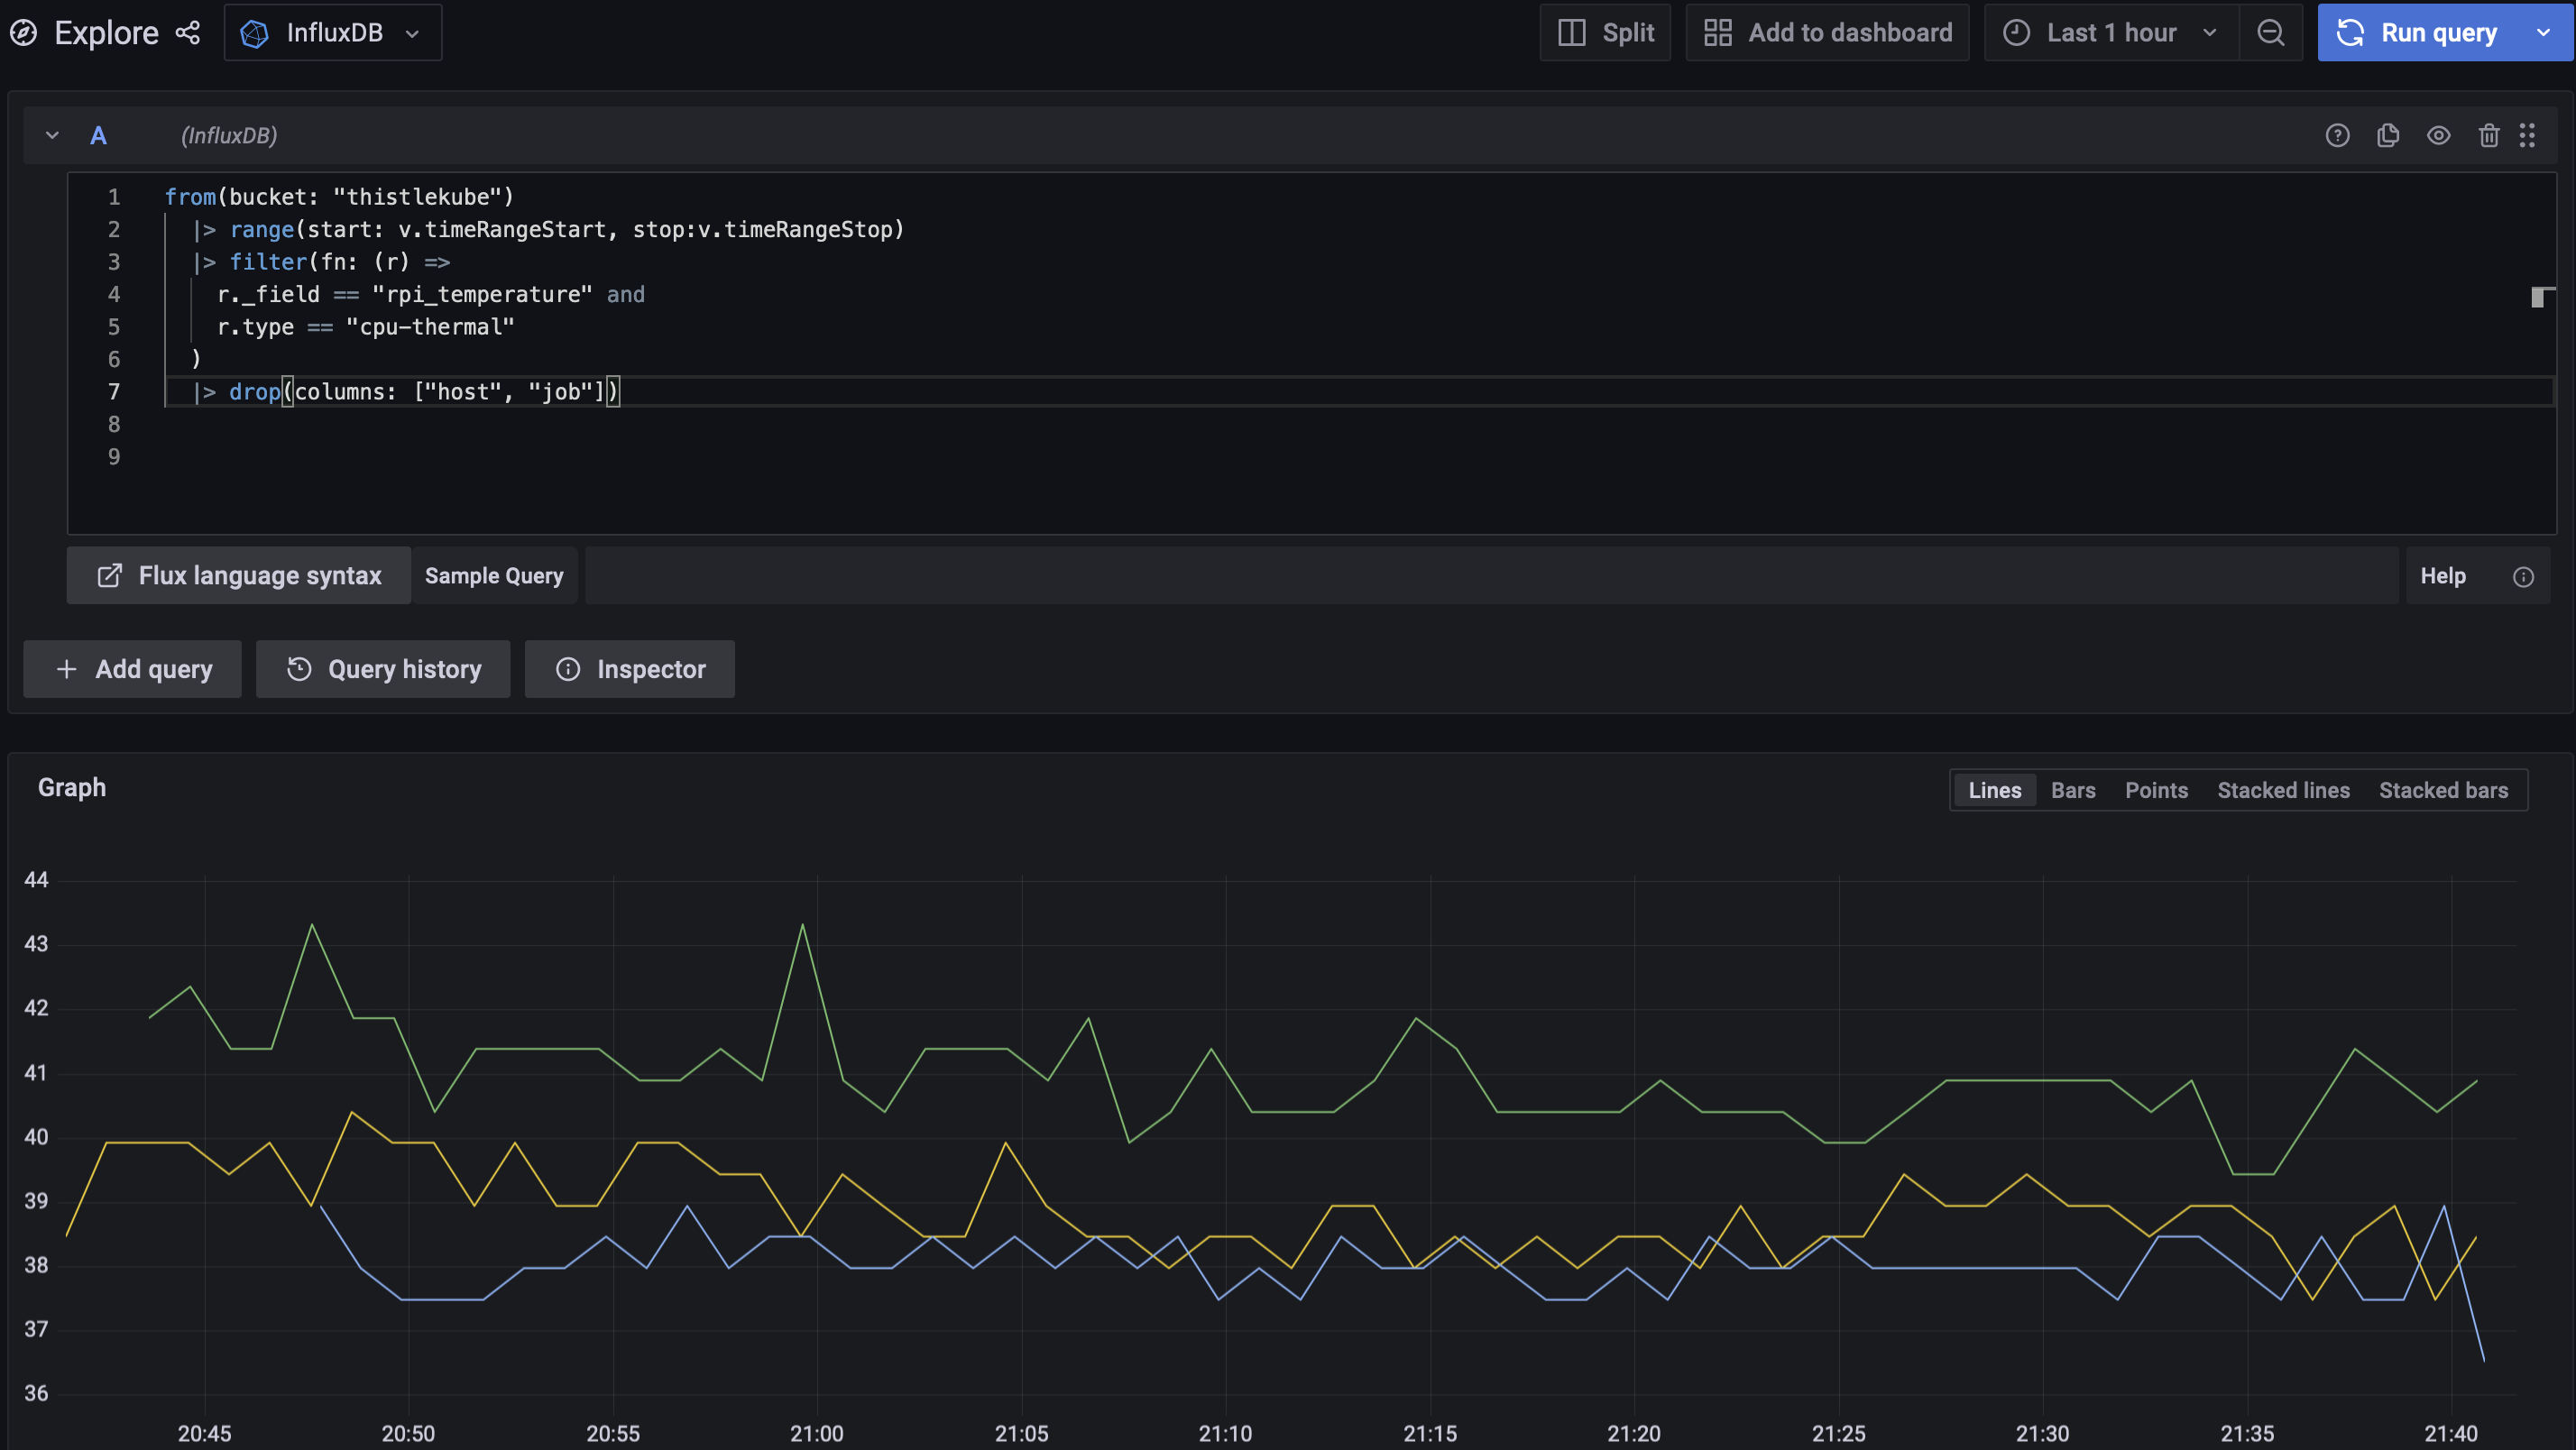 Explore InfluxDB Split Add to dashboard Last 1 hour Run query
A (InfluxDB)
1 from(bucket: "thistlekube")
2 |> range(start: v.timeRangeStart, stop:v.timeRangeStop)
3 |> filter(fn: (r) =>
4 r._field == "rpi_temperature" and
5 r.type == "cpu-thermal"
6 )
7 |> drop(columns: ["host", "job"])
8
9
Flux language syntax Sample Query Help
+ Add query Query history Inspector
Graph Lines Bars Points Stacked lines Stacked bars
44
43
42
41
40
39
38
37
36
20:45 20:50 20:55 21:00 21:05 21:10 21:15 21:20 21:25 21:30 21:35 21:40